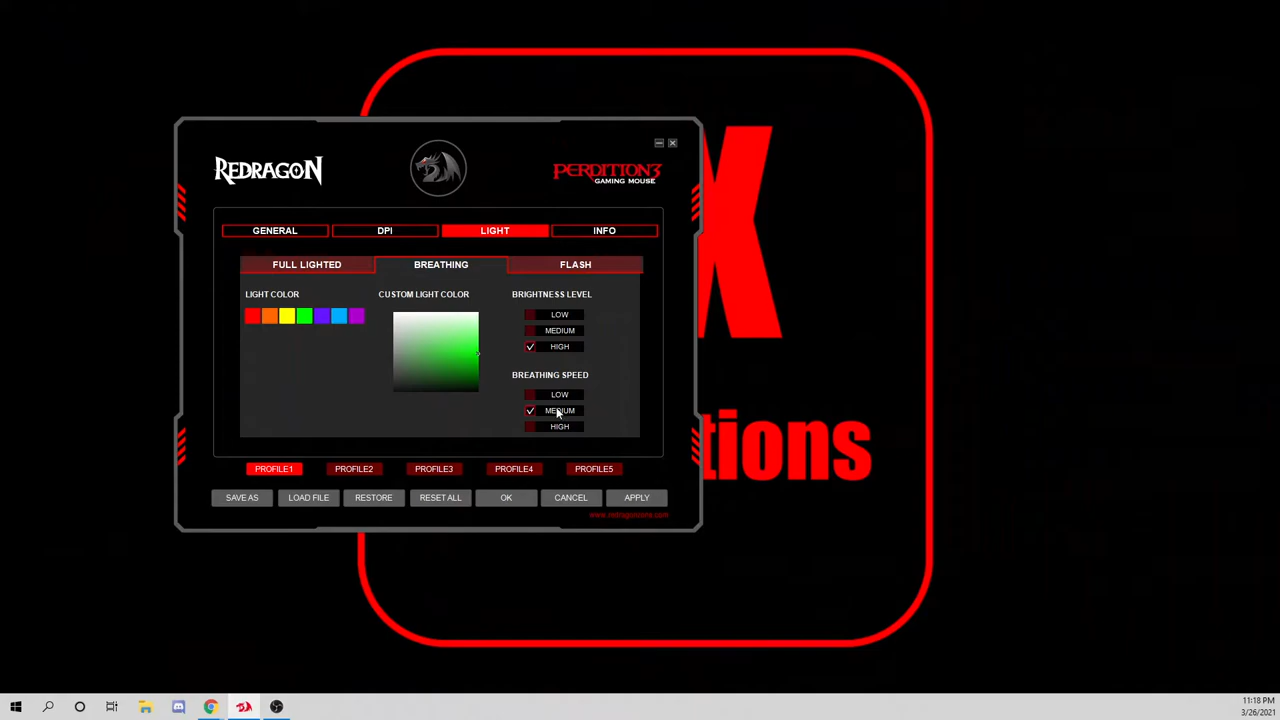 REDRAGON
PERDITION3
GAMING MOUSE
GENERAL
DPI
LIGHT
INFO
FULL LIGHTED
BREATHING
FLASH
LIGHT COLOR
CUSTOM LIGHT COLOR
BRIGHTNESS LEVEL
LOW
MEDIUM
HIGH
BREATHING SPEED
LOW
MEDIUM
HIGH
PROFILE1
PROFILE2
PROFILE3
PROFILE4
PROFILE5
SAVE AS
LOAD FILE
RESTORE
RESET ALL
OK
CANCEL
APPLY
X
tions
11:18 PM
3/26/2021